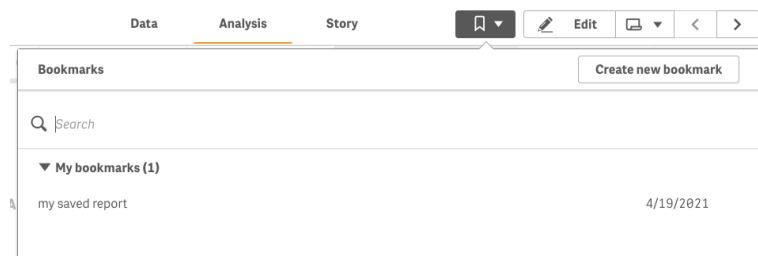 Data Analysis Story Edit
Bookmarks Create new bookmark
Search
My bookmarks (1)
my saved report 4/19/2021